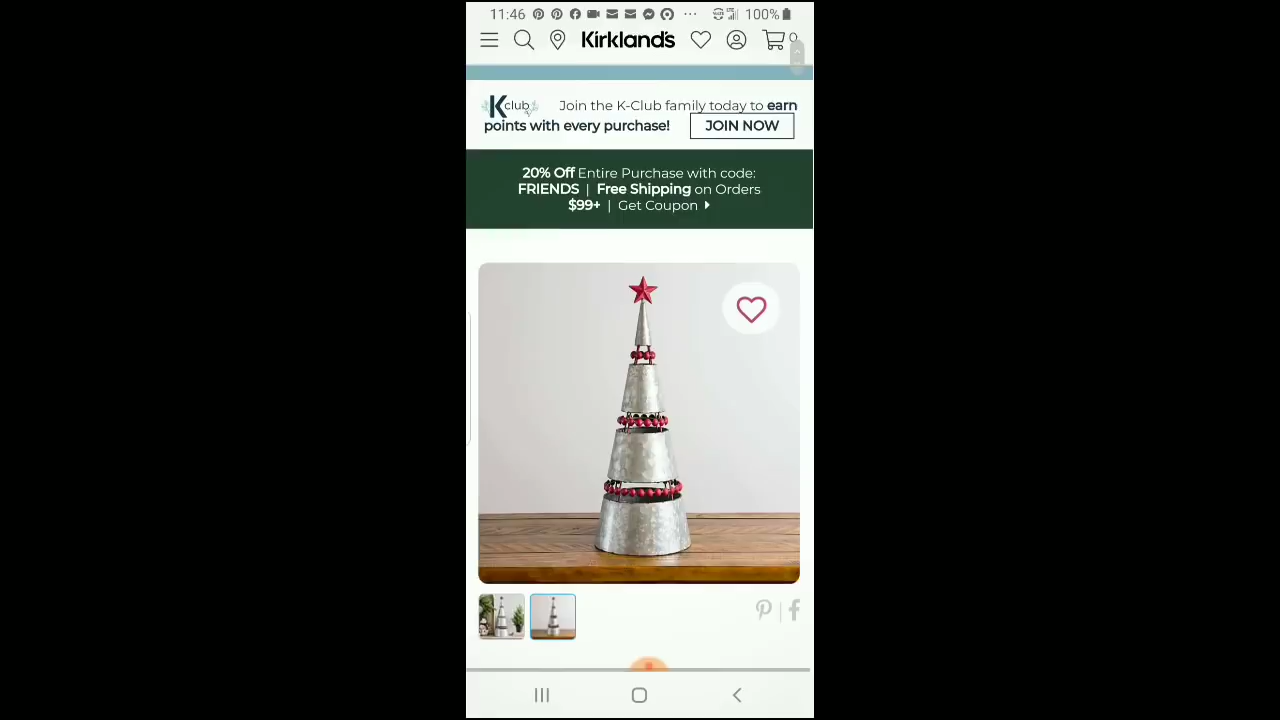 11:46 100%
Kirkland's 0
Kclub Join the K-Club family today to earn
points with every purchase! JOIN NOW
20% Off Entire Purchase with code:
FRIENDS | Free Shipping on Orders
$99+ | Get Coupon